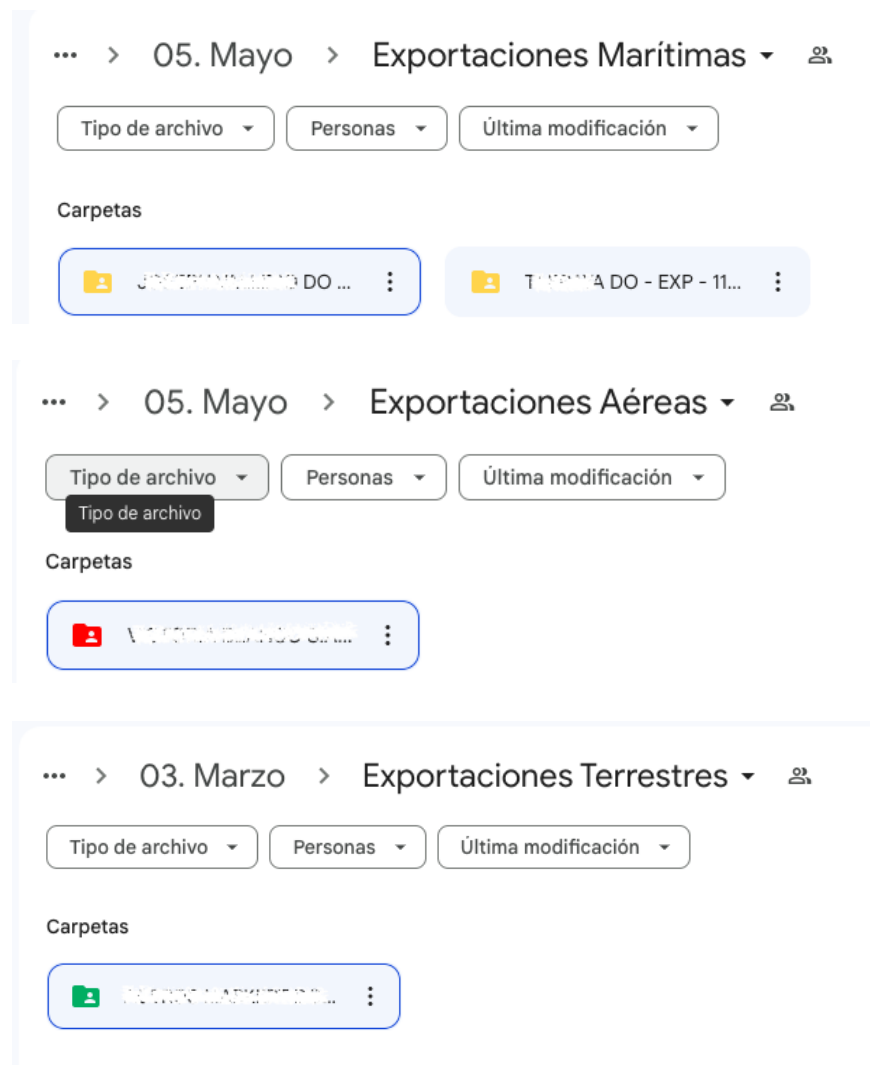 ... > 05. Mayo > Exportaciones Marítimas
Tipo de archivo Personas Última modificación
Carpetas
DO ... A DO - EXP - 11...
... > 05. Mayo > Exportaciones Aéreas
Tipo de archivo Personas Última modificación
Tipo de archivo
Carpetas
... > 03. Marzo > Exportaciones Terrestres
Tipo de archivo Personas Última modificación
Carpetas